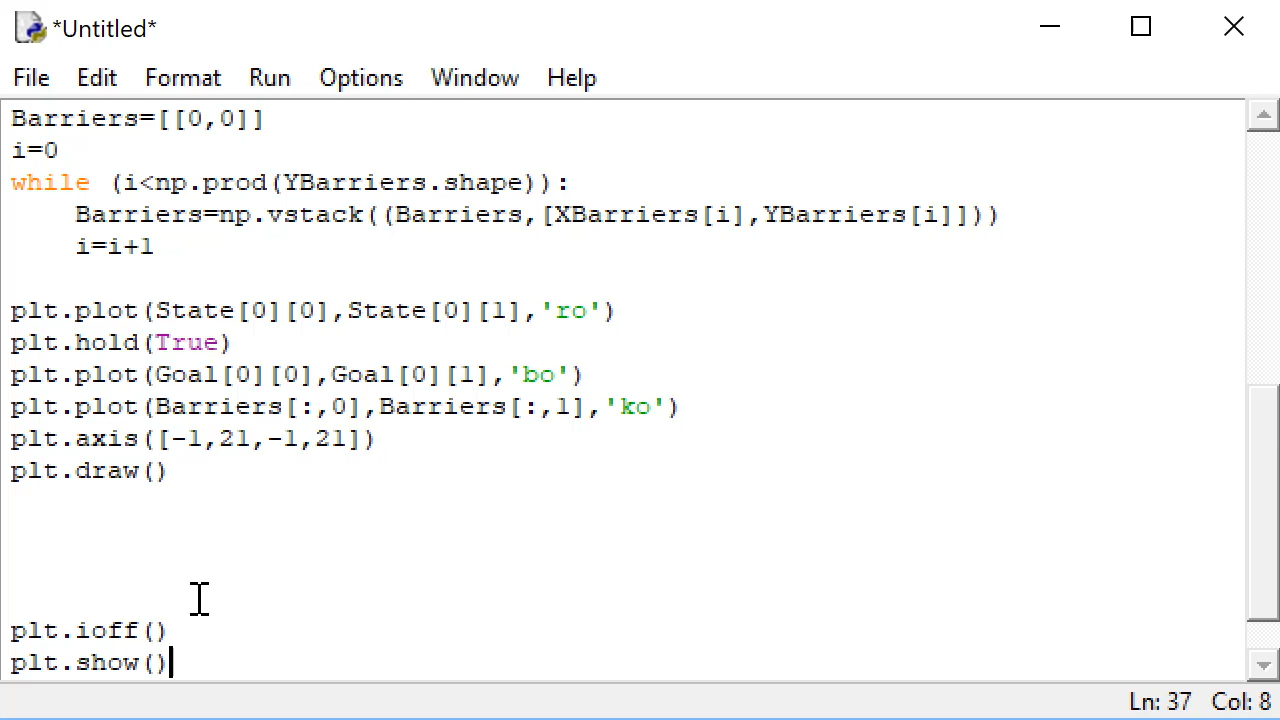 *Untitled*
File Edit Format Run Options Window Help
Barriers=[[0,0]]
i=0
while (i<np.prod(YBarriers.shape)):
    Barriers=np.vstack((Barriers,[XBarriers[i],YBarriers[i]]))
    i=i+1
plt.plot(State[0][0],State[0][1],'ro')
plt.hold(True)
plt.plot(Goal[0][0],Goal[0][1],'bo')
plt.plot(Barriers[:,0],Barriers[:,1],'ko')
plt.axis([-1,21,-1,21])
plt.draw()
plt.ioff()
plt.show()
Ln: 37 Col: 8